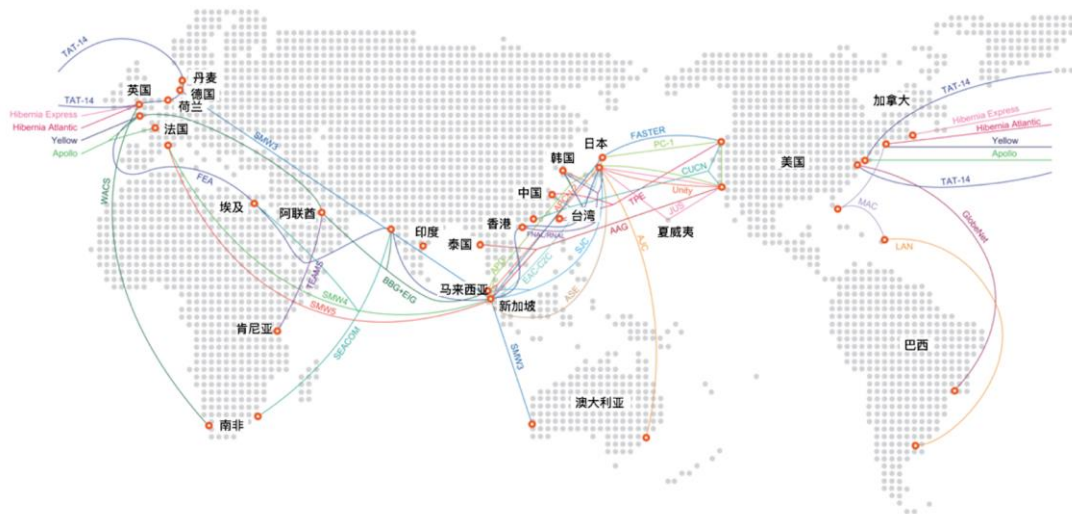 TAT-14
丹麦
英国
德国
TAT-14
荷兰
Hibernia Express
Hibernia Atlantic
法国
Yellow
Apollo
SMW3
WACS
FEA
埃及
阿联酋
印度
TEAMS
BBG+EIG
SMW4
SMW5
肯尼亚
SEACOM
南非
日本
FASTER
韩国
PC-1
CUCN
中国
Unity
TPE
JUS
香港
台湾
夏威夷
泰国
AAG
SJC
AJC
EAC-C2C
马来西亚
新加坡
ASE
SMW3
澳大利亚
TAT-14
加拿大
Hibernia Express
Hibernia Atlantic
美国
Yellow
Apollo
TAT-14
MAC
GlobeNet
LAN
巴西